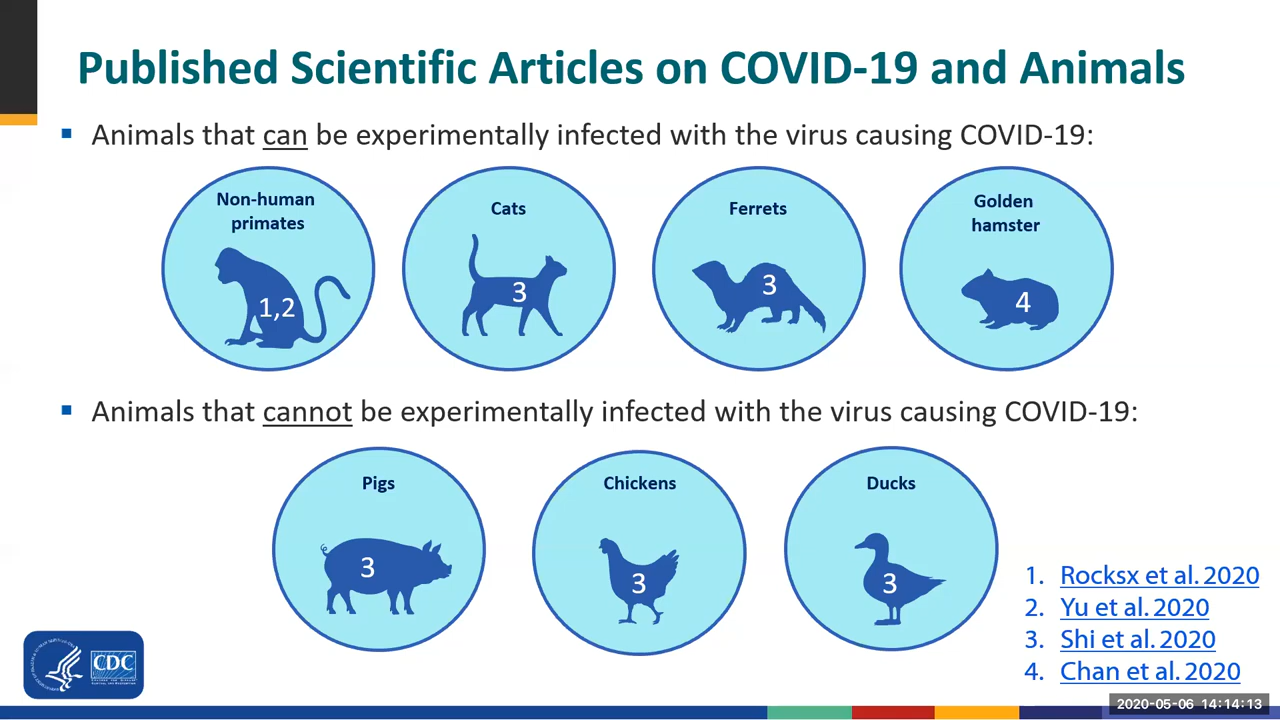 Published Scientific Articles on COVID-19 and Animals
Animals that can be experimentally infected with the virus causing COVID-19:
Non-human
primates
1,2
Cats
3
Ferrets
3
Golden
hamster
4
Animals that cannot be experimentally infected with the virus causing COVID-19:
Pigs
3
Chickens
3
Ducks
3
1. Rocksx et al. 2020
2. Yu et al. 2020
3. Shi et al. 2020
4. Chan et al. 2020
CDC
2020-05-06 14:14:13